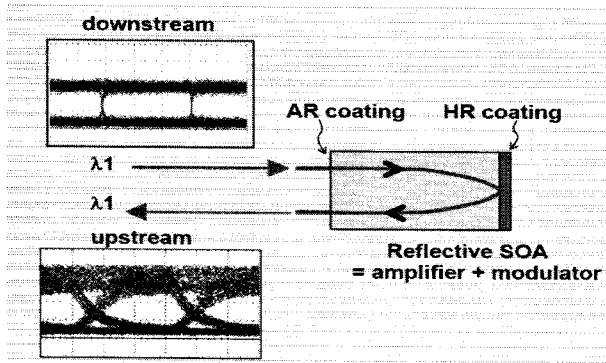 downstream
AR coating
HR coating
λ1
λ1
upstream
Reflective SOA
= amplifier + modulator